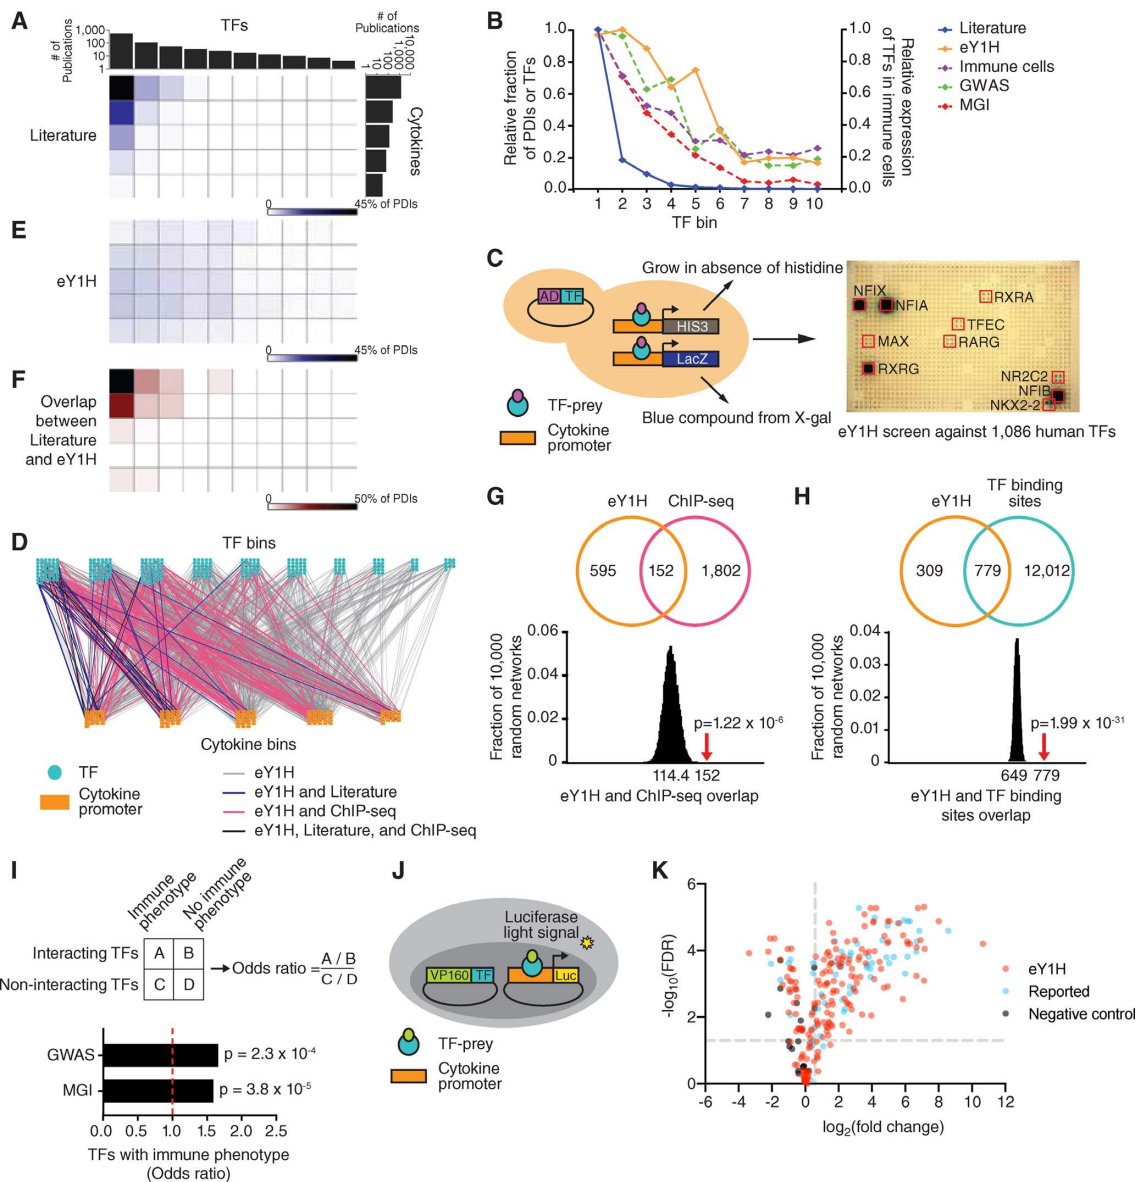 A
TFs
# of
Publications
1,000
100
10
1
# of
Publications
1
10
100
1,000
10,000
Literature
Cytokines
0
45% of PDIs
E
eY1H
0
45% of PDIs
F
Overlap
between
Literature
and eY1H
0
50% of PDIs
B
Relative fraction
of PDIs or TFs
1.0
0.8
0.6
0.4
0.2
0.0
1 2 3 4 5 6 7 8 9 10
TF bin
1.0
0.8
0.6
0.4
0.2
0.0
Relative expression
of TFs in immune cells
Literature
eY1H
Immune cells
GWAS
MGI
C
Grow in absence of histidine
AD TF
HIS3
LacZ
TF-prey
Cytokine
promoter
Blue compound from X-gal
NFIX
NFIA
RXRA
TFEC
MAX
RARG
RXRG
NR2C2
NFIB
NKX2-2
eY1H screen against 1,086 human TFs
D
TF bins
Cytokine bins
TF
Cytokine
promoter
eY1H
eY1H and Literature
eY1H and ChIP-seq
eY1H, Literature, and ChIP-seq
G
eY1H
ChIP-seq
595
152
1,802
Fraction of 10,000
random networks
0.06
0.04
0.02
0
p=1.22 x 10-6
114.4 152
eY1H and ChIP-seq overlap
H
eY1H
TF binding
sites
309
779
12,012
Fraction of 10,000
random networks
0.04
0.03
0.02
0.01
0
p=1.99 x 10-31
649 779
eY1H and TF binding
sites overlap
I
Immune
phenotype
No immune
phenotype
Interacting TFs
A
B
Non-interacting TFs
C
D
Odds ratio = A / B
C / D
GWAS
p = 2.3 x 10-4
MGI
p = 3.8 x 10-5
0.0 0.5 1.0 1.5 2.0 2.5
TFs with immune phenotype
(Odds ratio)
J
Luciferase
light signal
VP160 TF
Luc
TF-prey
Cytokine
promoter
K
-log10(FDR)
6
4
2
0
-6 -4 -2 0 2 4 6 8 10 12
log2(fold change)
eY1H
Reported
Negative control